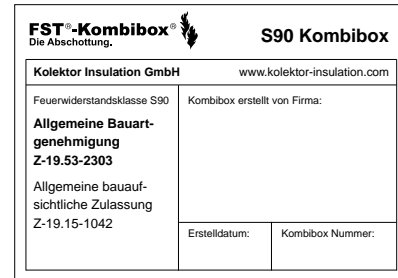 FST®-Kombibox®
Die Abschottung.
S90 Kombibox
Kolektor Insulation GmbH www.kolektor-insulation.com
Feuerwiderstandsklasse S90
Allgemeine Bauart-
genehmigung
Z-19.53-2303
Allgemeine bauauf-
sichtliche Zulassung
Z-19.15-1042
Kombibox erstellt von Firma:
Erstelldatum:
Kombibox Nummer: